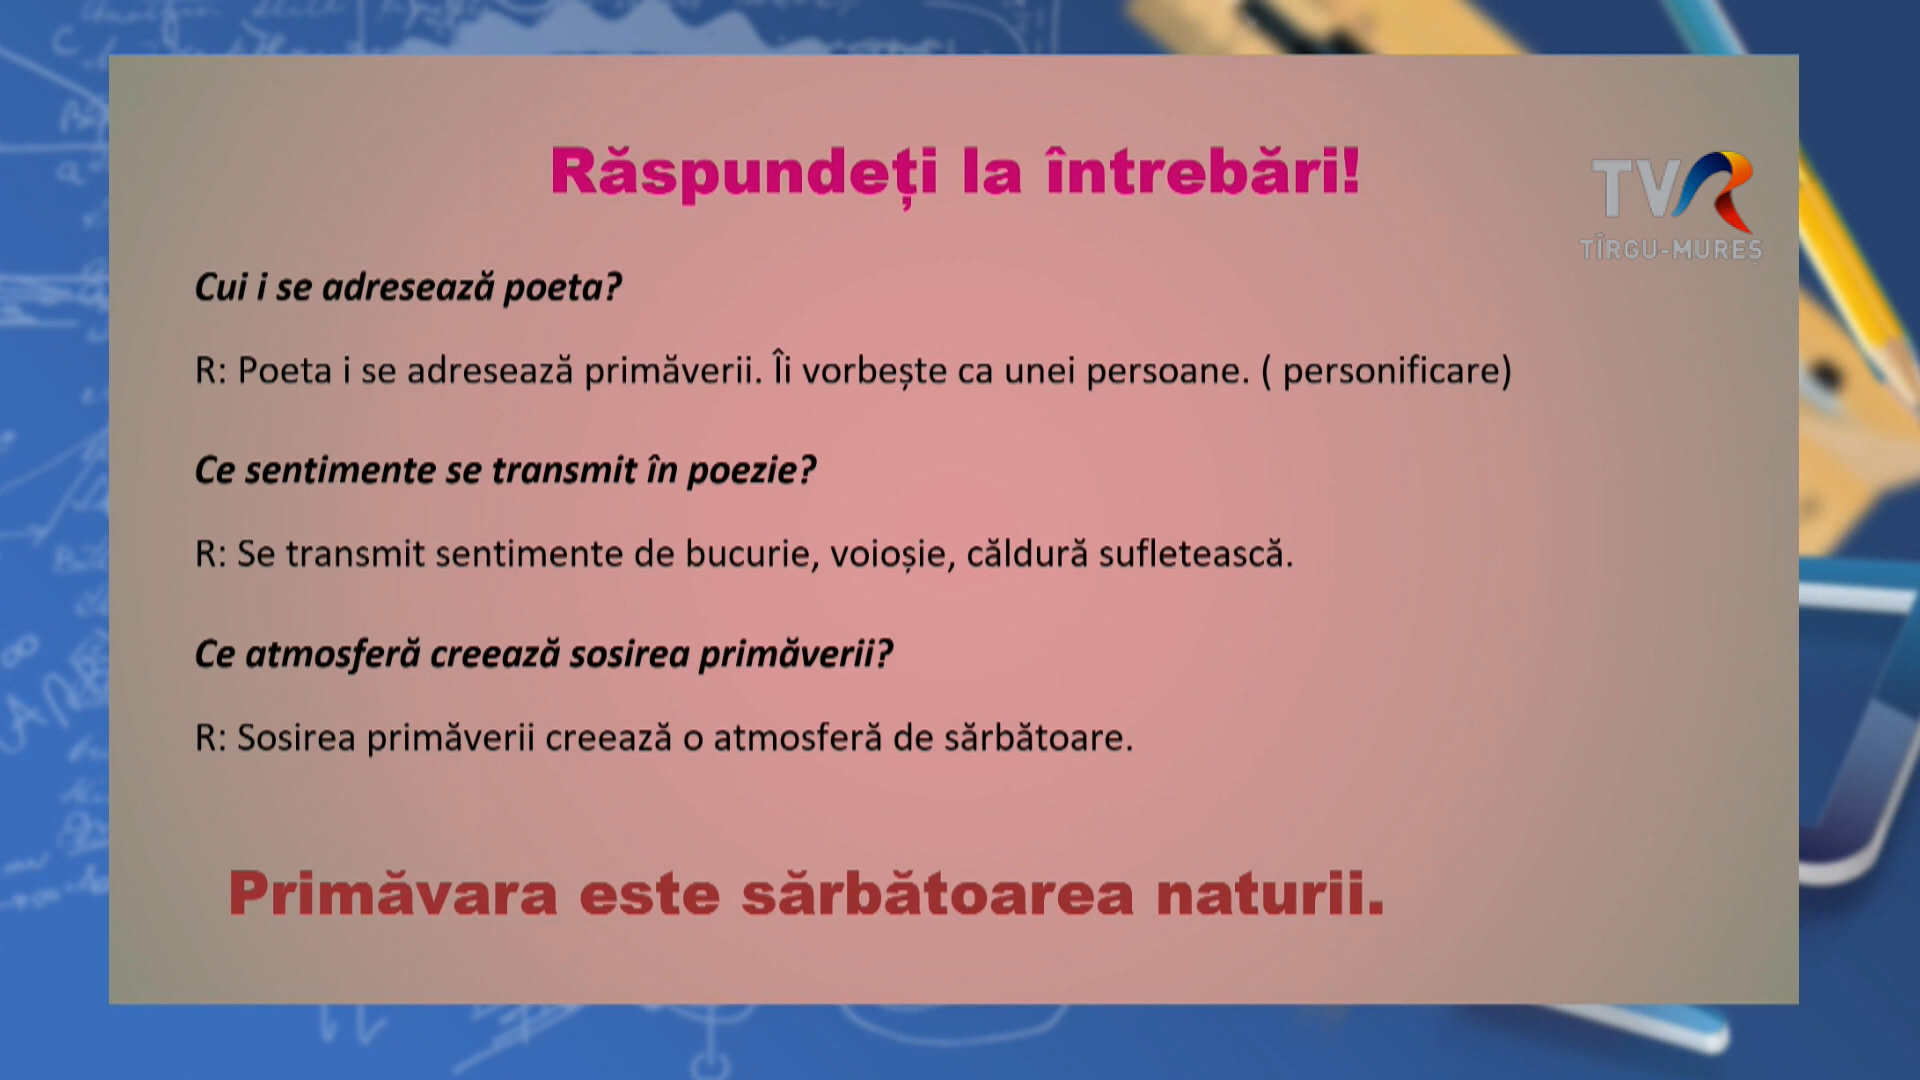 Răspundeți la întrebări!
TVR
TÎRGU-MUREȘ
Cui i se adresează poeta?
R: Poeta i se adresează primăverii. Îi vorbește ca unei persoane. ( personificare)
Ce sentimente se transmit în poezie?
R: Se transmit sentimente de bucurie, voioșie, căldură sufletească.
Ce atmosferă creează sosirea primăverii?
R: Sosirea primăverii creează o atmosferă de sărbătoare.
Primăvara este sărbătoarea naturii.